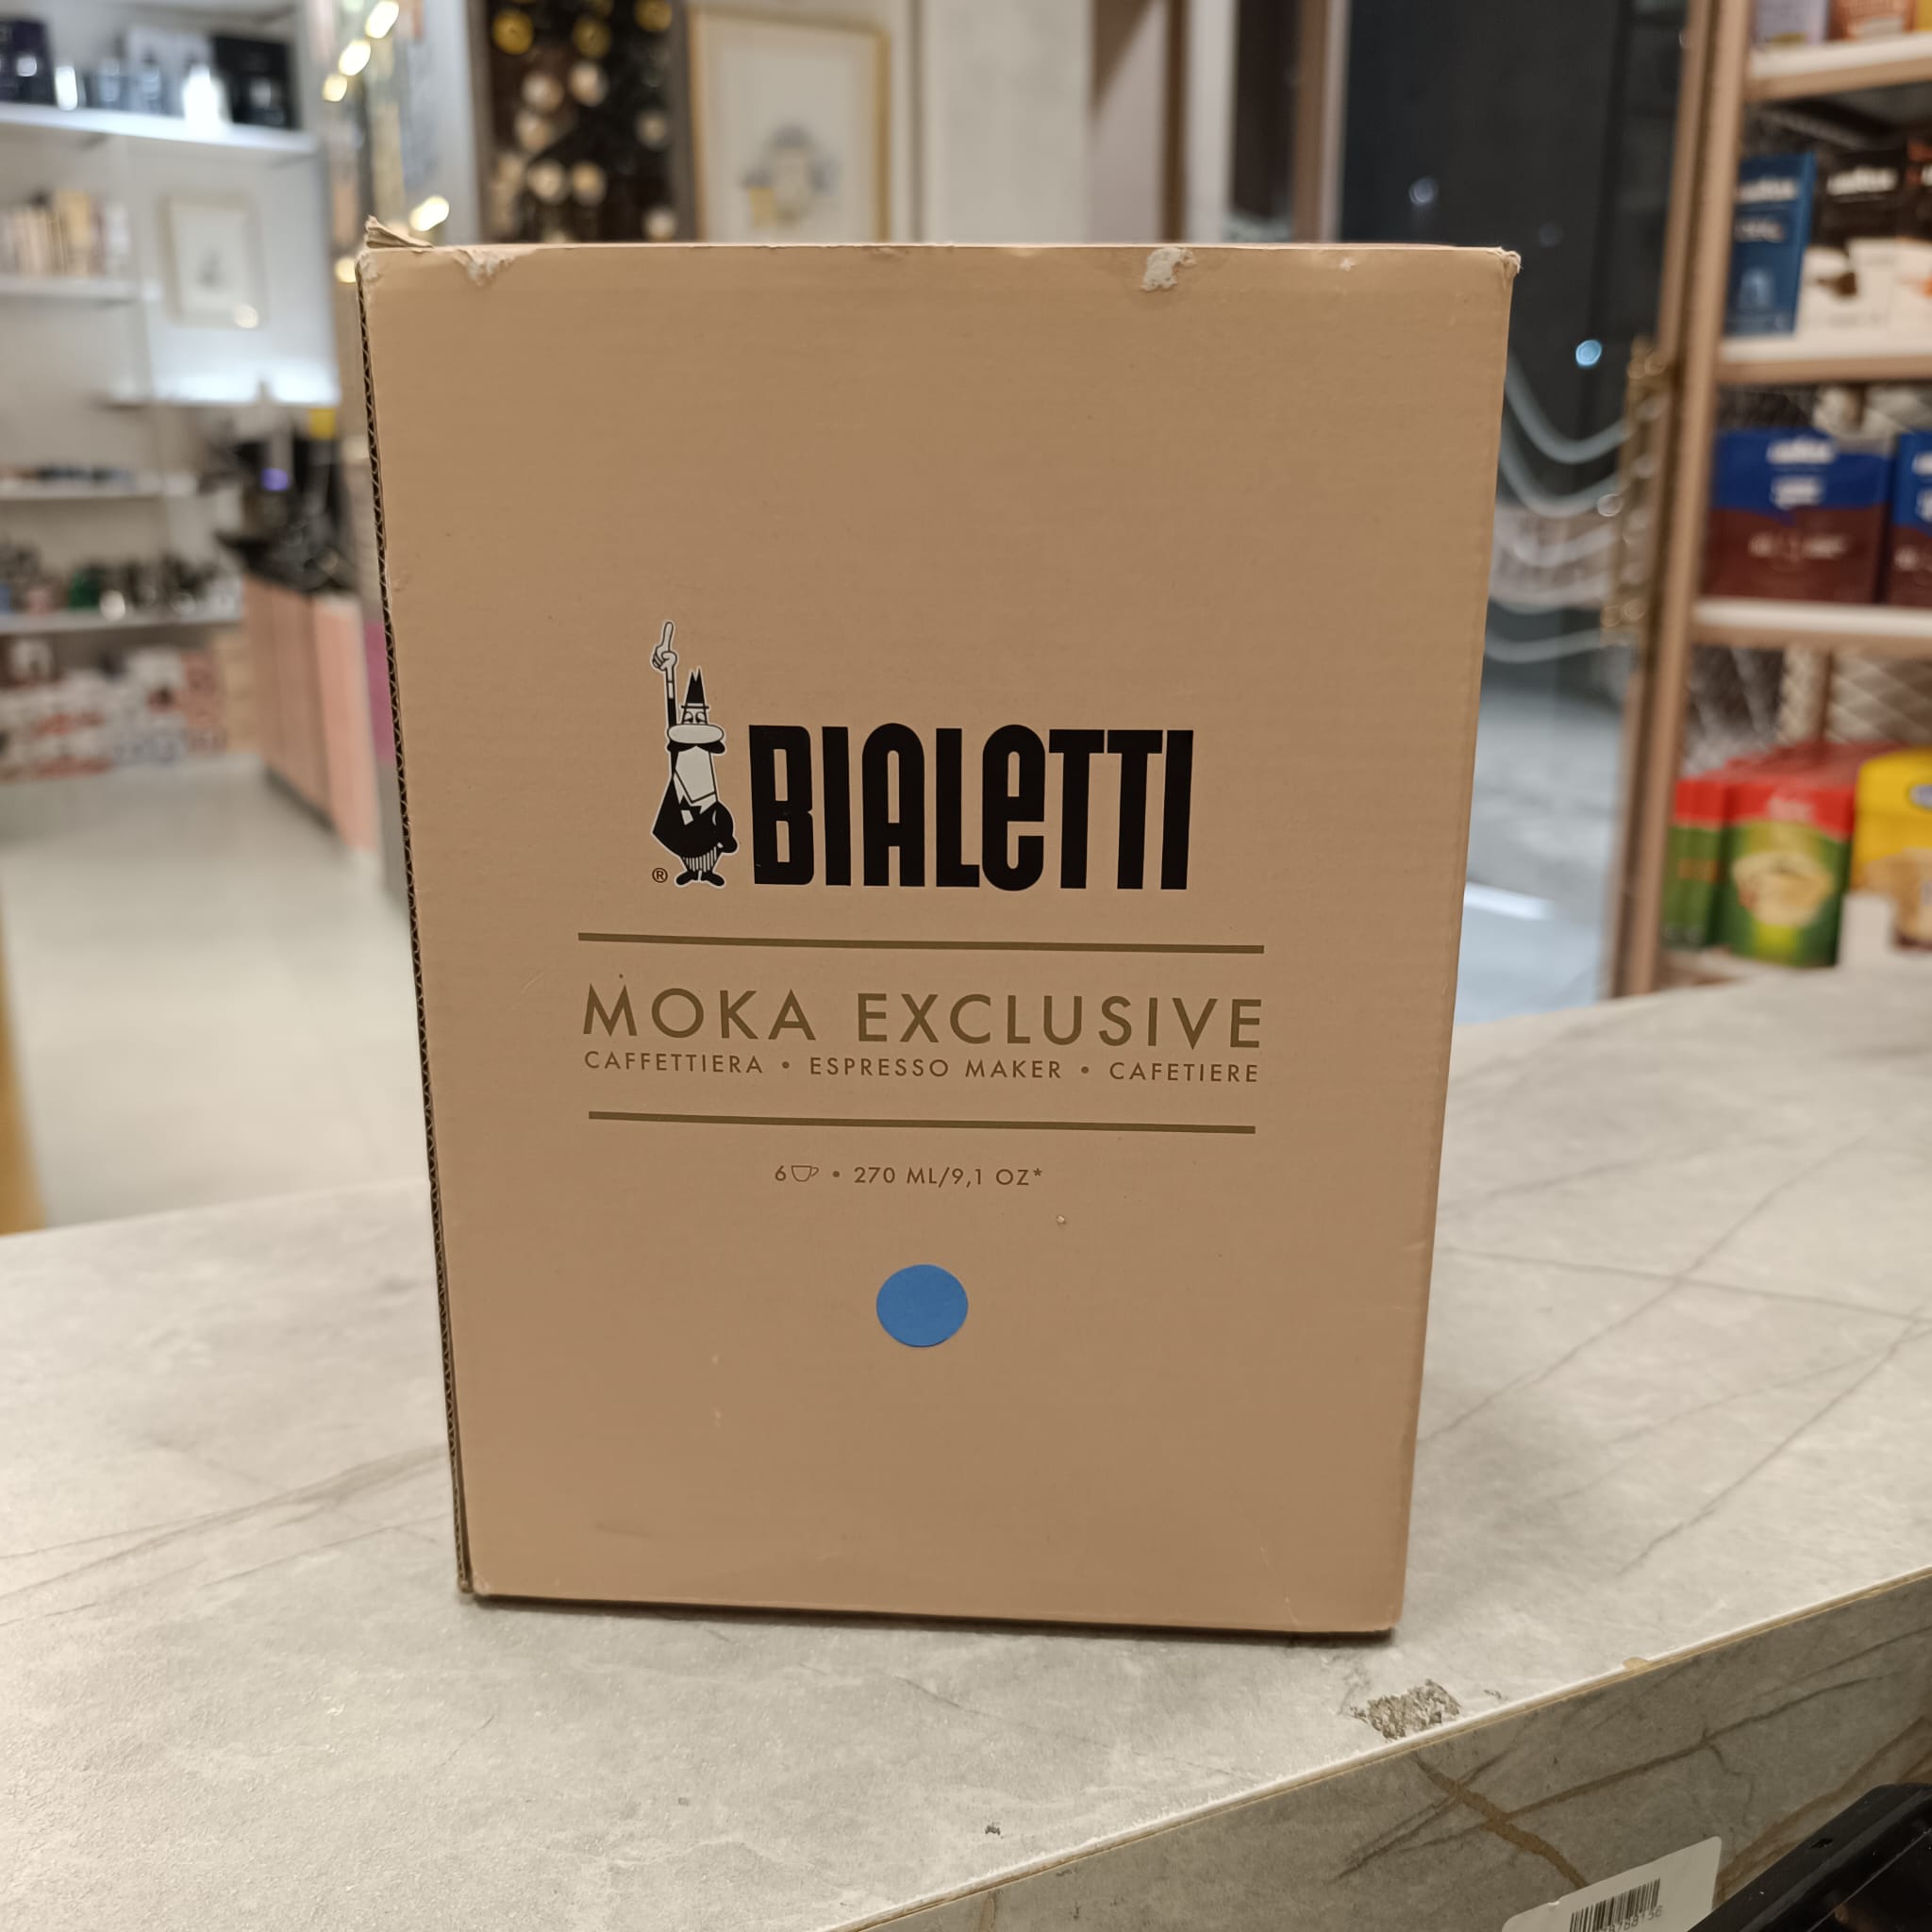 BIALETTI
®
MOKA EXCLUSIVE
CAFFETTIERA • ESPRESSO MAKER • CAFETIERE
6 • 270 ML/9,1 OZ*